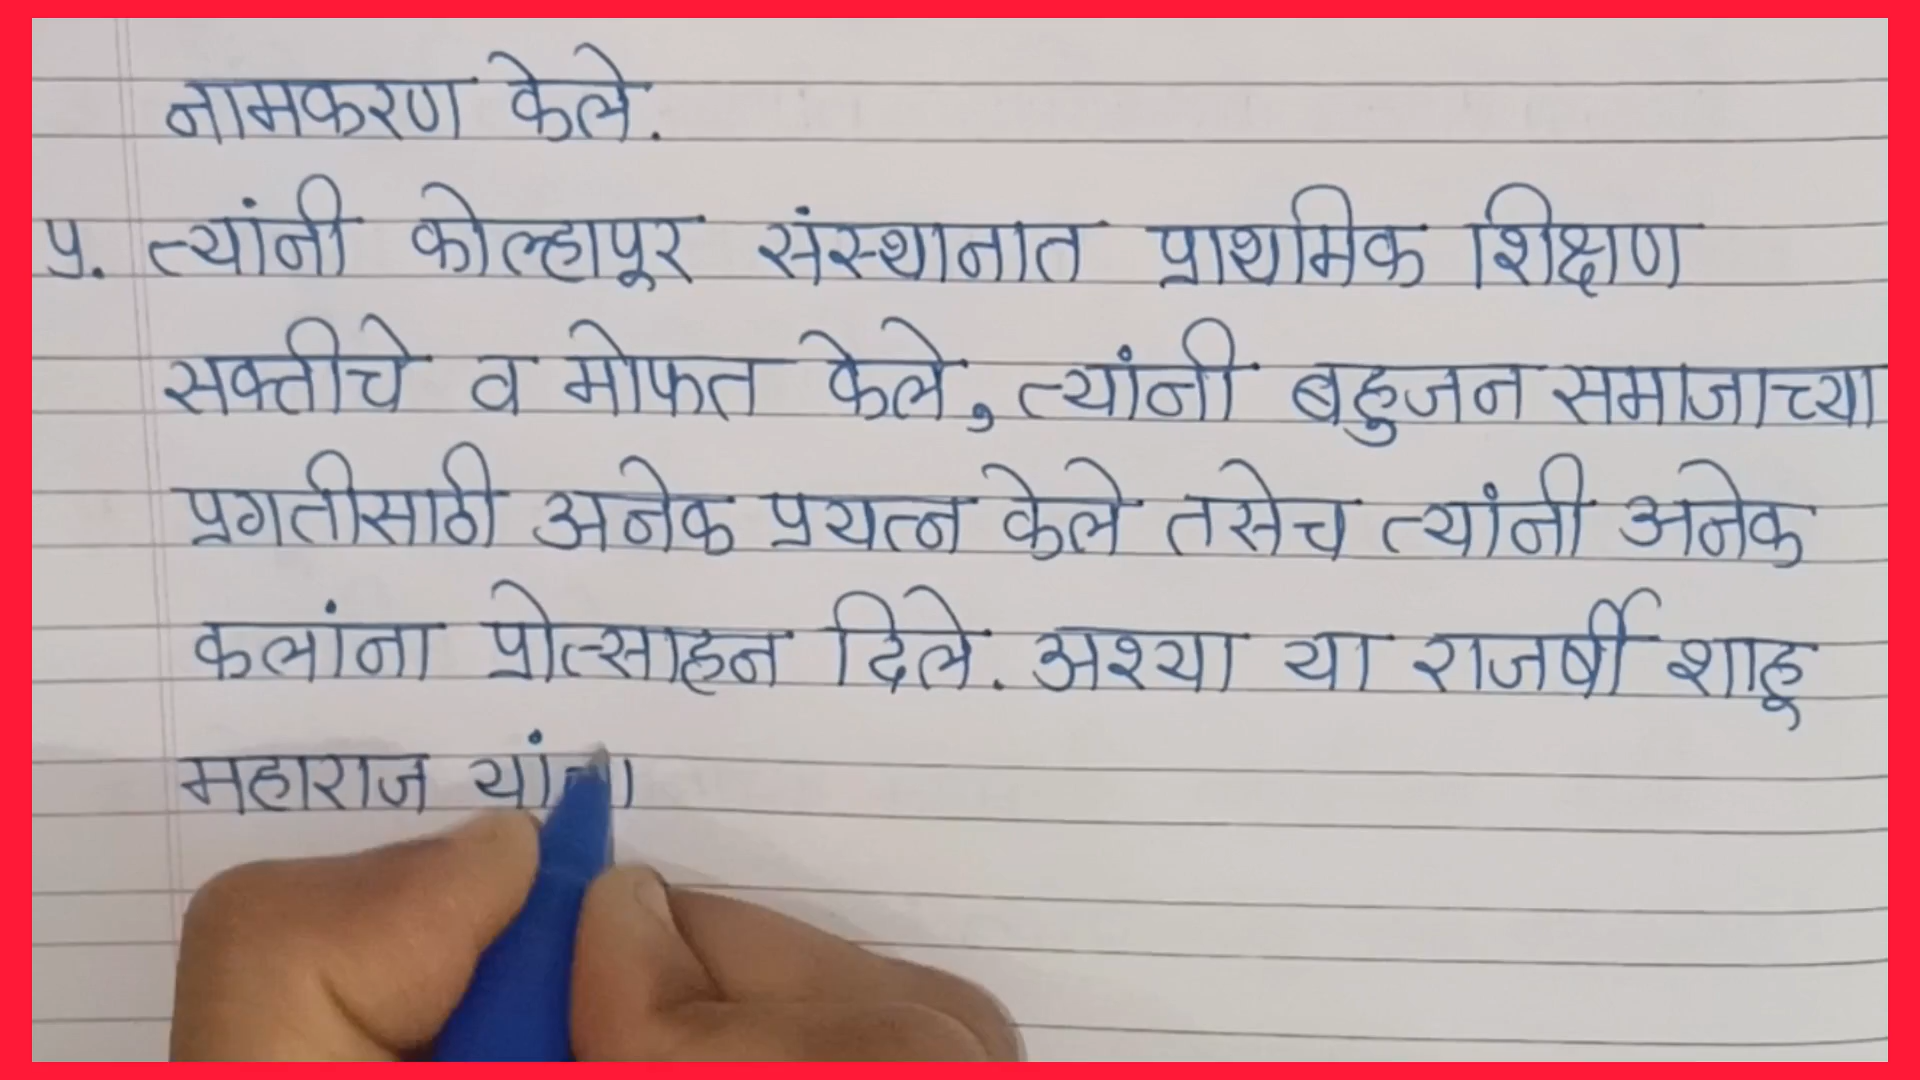 नामकरण केले.
५. त्यांनी कोल्हापूर संस्थानात प्राथमिक शिक्षण
सक्तीचे व मोफत केले, त्यांनी बहुजन समाजाच्या
प्रगतीसाठी अनेक प्रयत्न केले तसेच त्यांनी अनेक
कलांना प्रोत्साहन दिले. अश्या या राजर्षी शाहू
महाराज यांना